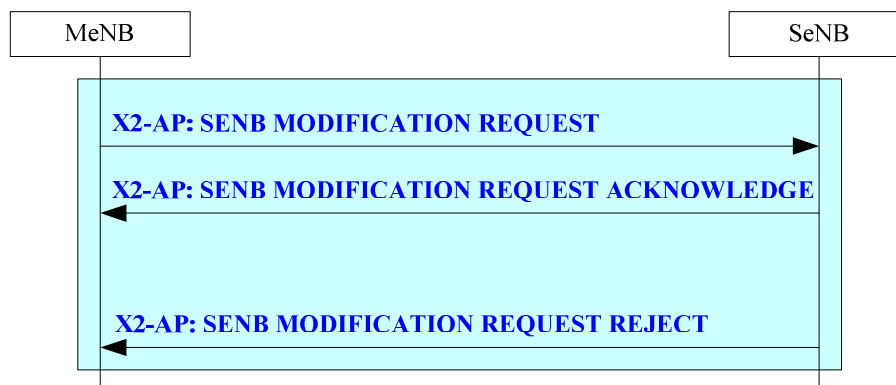 MeNB
SeNB
X2-AP: SENB MODIFICATION REQUEST
X2-AP: SENB MODIFICATION REQUEST ACKNOWLEDGE
X2-AP: SENB MODIFICATION REQUEST REJECT